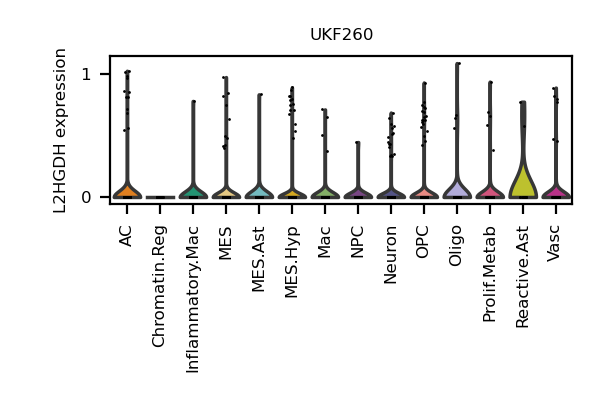 UKF260
L2HGDH expression
1
0
AC
Chromatin.Reg
Inflammatory.Mac
MES
MES.Ast
MES.Hyp
Mac
NPC
Neuron
OPC
Oligo
Prolif.Metab
Reactive.Ast
Vasc